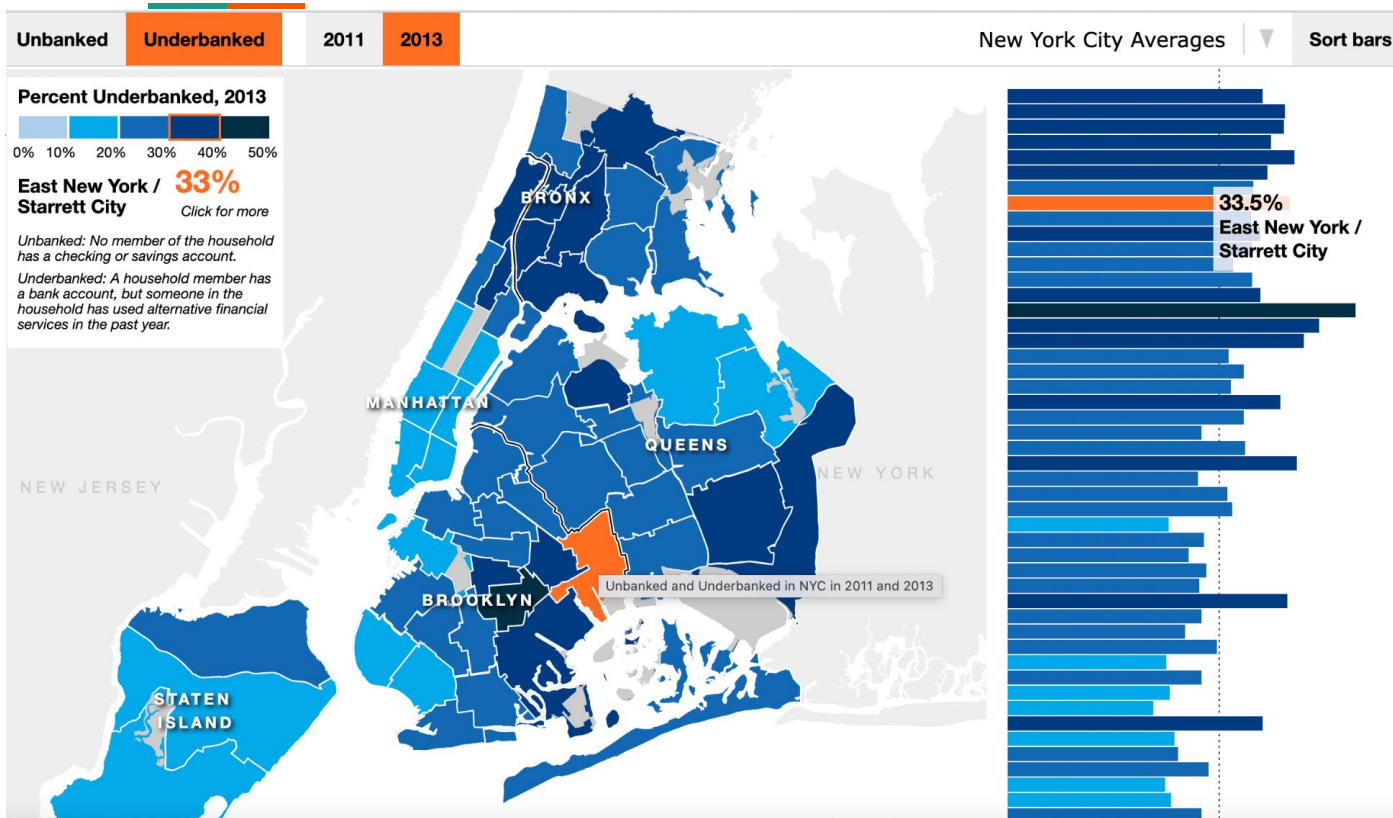 Unbanked
Underbanked
2011
2013
New York City Averages
Sort bars
Percent Underbanked, 2013
0% 10% 20% 30% 40% 50%
East New York / 33%
Starrett City Click for more
Unbanked: No member of the household
has a checking or savings account.
Underbanked: A household member has
a bank account, but someone in the
household has used alternative financial
services in the past year.
BRONX
MANHATTAN
QUEENS
NEW JERSEY
NEW YORK
Unbanked and Underbanked in NYC in 2011 and 2013
BROOKLYN
STATEN
ISLAND
33.5%
East New York /
Starrett City